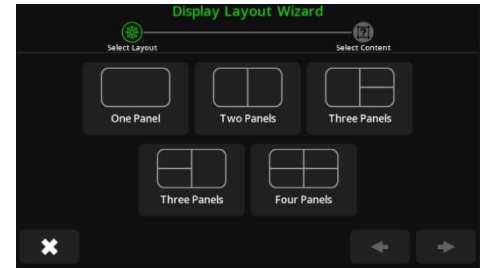 Display Layout Wizard
Select Layout
Select Content
One Panel
Two Panels
Three Panels
Three Panels
Four Panels